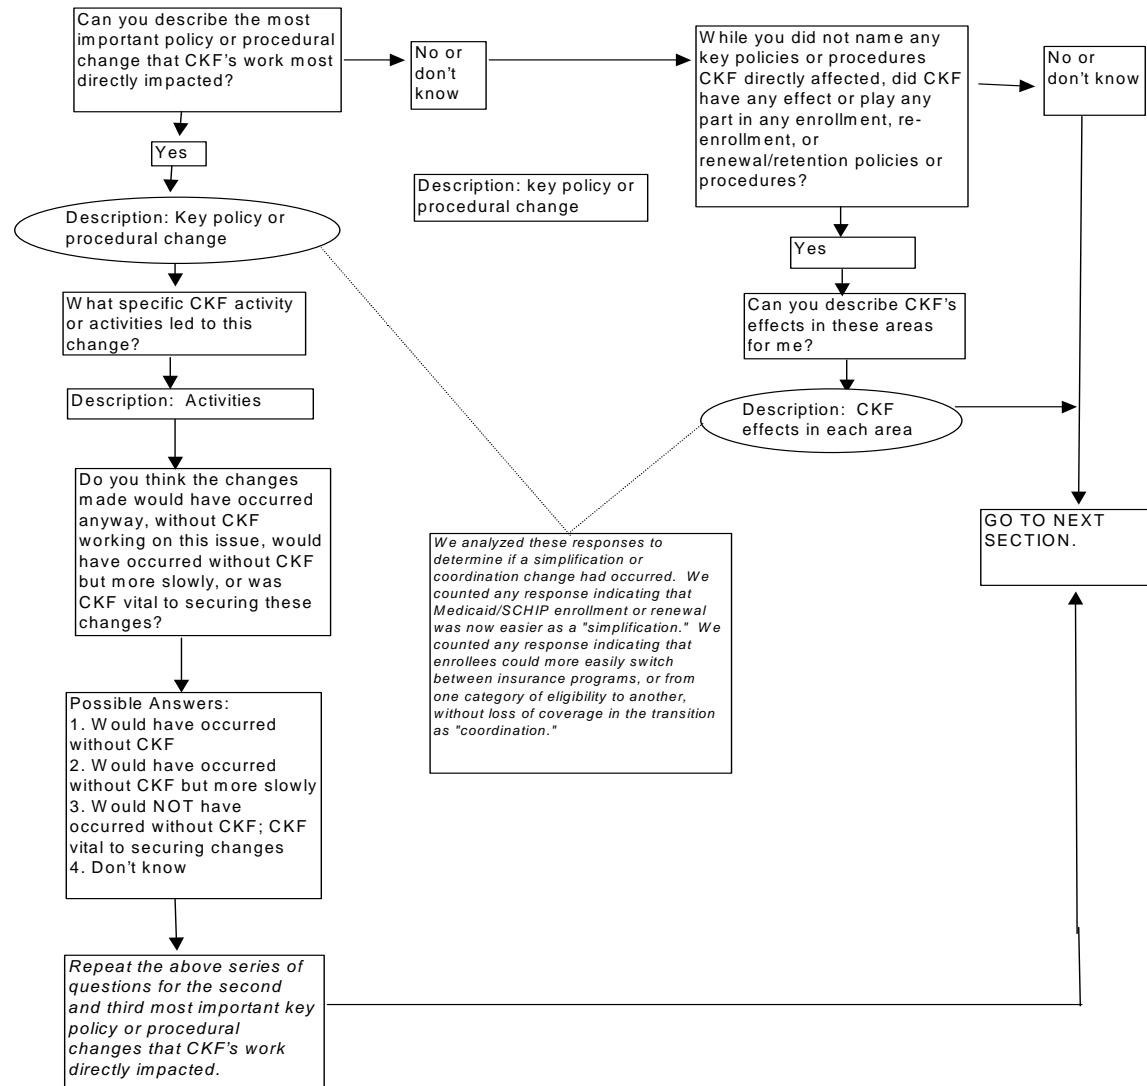 Can you describe the most
important policy or procedural
change that CKF's work most
directly impacted?
No or
don't
know
While you did not name any
key policies or procedures
CKF directly affected, did CKF
have any effect or play any
part in any enrollment, re-
enrollment, or
renewal/retention policies or
procedures?
No or
don't know
Yes
Description: key policy or
procedural change
Description: Key policy or
procedural change
Yes
What specific CKF activity
or activities led to this
change?
Can you describe CKF's
effects in these areas
for me?
Description: Activities
Description: CKF
effects in each area
Do you think the changes
made would have occurred
anyway, without CKF
working on this issue, would
have occurred without CKF
but more slowly, or was
CKF vital to securing these
changes?
We analyzed these responses to
determine if a simplification or
coordination change had occurred. We
counted any response indicating that
Medicaid/SCHIP enrollment or renewal
was now easier as a "simplification." We
counted any response indicating that
enrollees could more easily switch
between insurance programs, or from
one category of eligibility to another,
without loss of coverage in the transition
as "coordination."
GO TO NEXT
SECTION.
Possible Answers:
1. Would have occurred
without CKF
2. Would have occurred
without CKF but more slowly
3. Would NOT have
occurred without CKF; CKF
vital to securing changes
4. Don't know
Repeat the above series of
questions for the second
and third most important key
policy or procedural
changes that CKF's work
directly impacted.